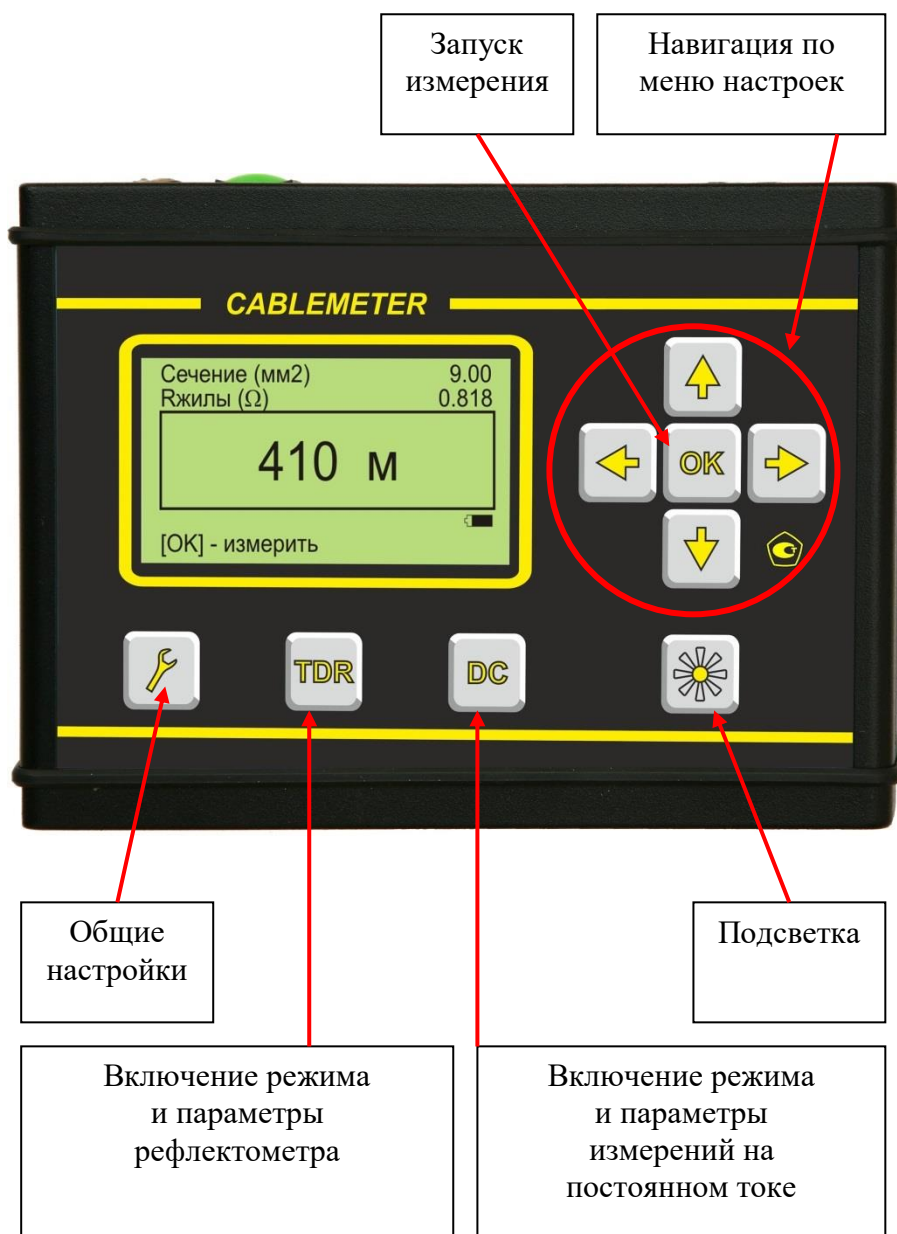 Запуск
измерения
Навигация по
меню настроек
CABLEMETER
Сечение (мм2) 9.00
Rжилы (Ω) 0.818
410 м
[OK] - измерить
OK
TDR
DC
Общие
настройки
Подсветка
Включение режима
и параметры
рефлектометра
Включение режима
и параметры
измерений на
постоянном токе